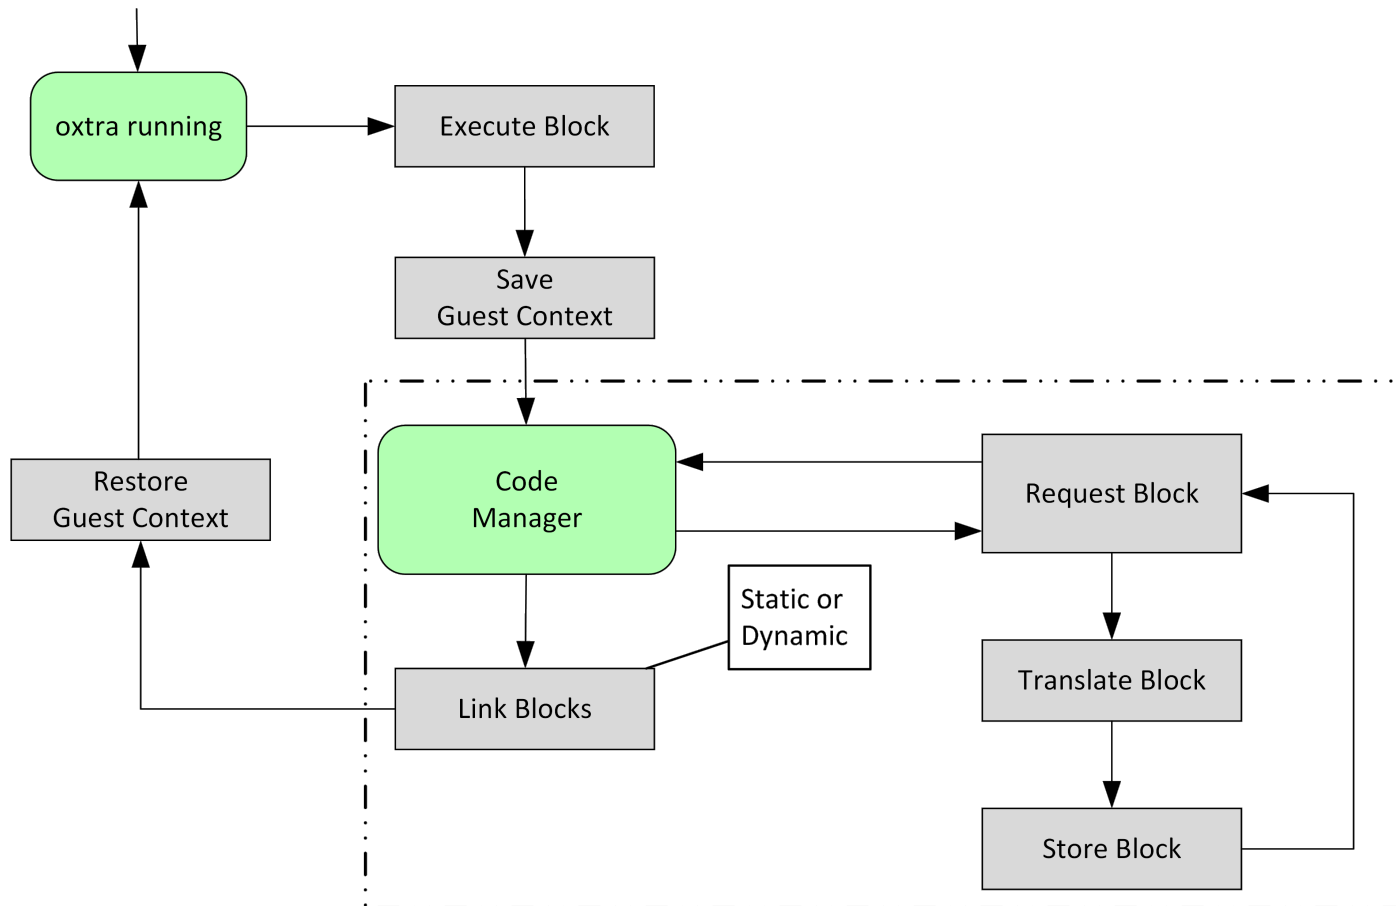 oxtra running
Execute Block
Save
Guest Context
Code
Manager
Request Block
Restore
Guest Context
Static or
Dynamic
Translate Block
Link Blocks
Store Block